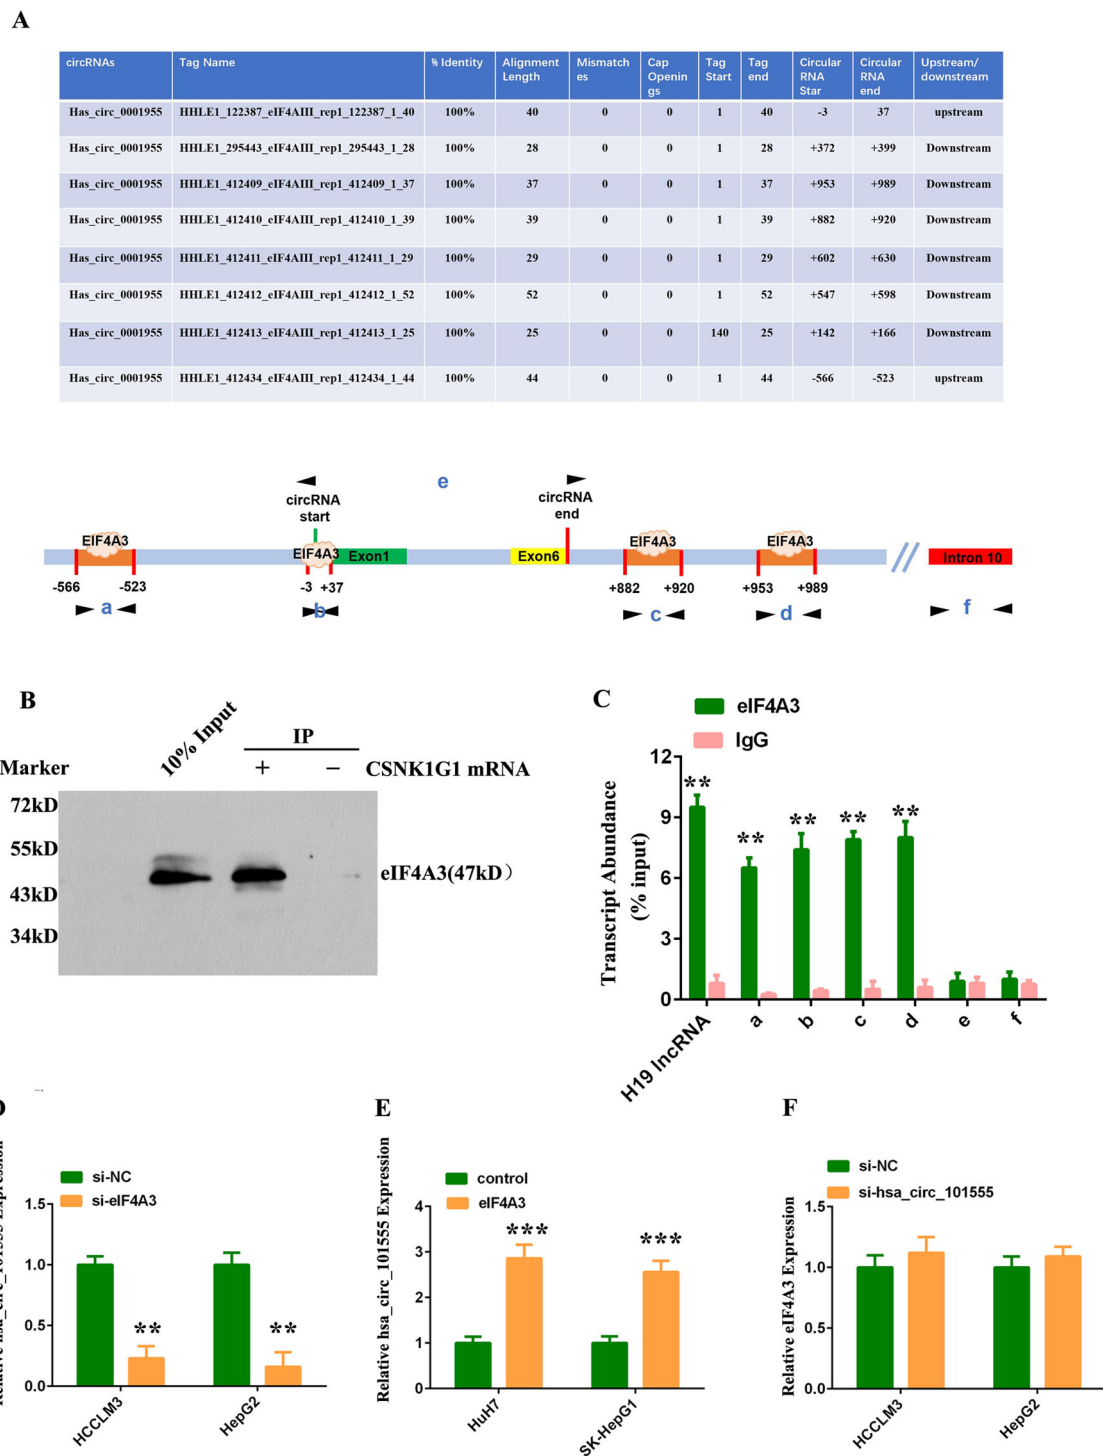 A
circRNAs Tag Name % Identity Alignment Length Mismatch es Cap Openin gs Tag Start Tag end Circular RNA Star Circular RNA end Upstream/ downstream
Has_circ_0001955 HHLE1_122387_eIF4AIII_rep1_122387_1_40 100% 40 0 0 1 40 -3 37 upstream
Has_circ_0001955 HHLE1_295443_eIF4AIII_rep1_295443_1_28 100% 28 0 0 1 28 +372 +399 Downstream
Has_circ_0001955 HHLE1_412409_eIF4AIII_rep1_412409_1_37 100% 37 0 0 1 37 +953 +989 Downstream
Has_circ_0001955 HHLE1_412410_eIF4AIII_rep1_412410_1_39 100% 39 0 0 1 39 +882 +920 Downstream
Has_circ_0001955 HHLE1_412411_eIF4AIII_rep1_412411_1_29 100% 29 0 0 1 29 +602 +630 Downstream
Has_circ_0001955 HHLE1_412412_eIF4AIII_rep1_412412_1_52 100% 52 0 0 1 52 +547 +598 Downstream
Has_circ_0001955 HHLE1_412413_eIF4AIII_rep1_412413_1_25 100% 25 0 0 140 25 +142 +166 Downstream
Has_circ_0001955 HHLE1_412434_eIF4AIII_rep1_412434_1_44 100% 44 0 0 1 44 -566 -523 upstream
e
circRNA start
circRNA end
EIF4A3 EIF4A3 Exon1 Exon6 EIF4A3 EIF4A3 Intron 10
-566 -523 -3 +37 +882 +920 +953 +989
a b c d f
B
10% Input
IP
Marker + − CSNK1G1 mRNA
72kD
55kD
eIF4A3(47kD）
43kD
34kD
C
eIF4A3
IgG
Transcript Abundance
(% input)
12
9
6
3
0
** ** ** ** **
H19 lncRNA a b c d e f
Relative hsa_circ_101555 Expression
si-NC
si-eIF4A3
1.5
1.0
0.5
0.0
** **
HCCLM3 HepG2
E
Relative hsa_circ_101555 Expression
control
eIF4A3
4
3
2
1
0
*** ***
HuH7 SK-HepG1
F
Relative eIF4A3 Expression
si-NC
si-hsa_circ_101555
1.5
1.0
0.5
0.0
HCCLM3 HepG2